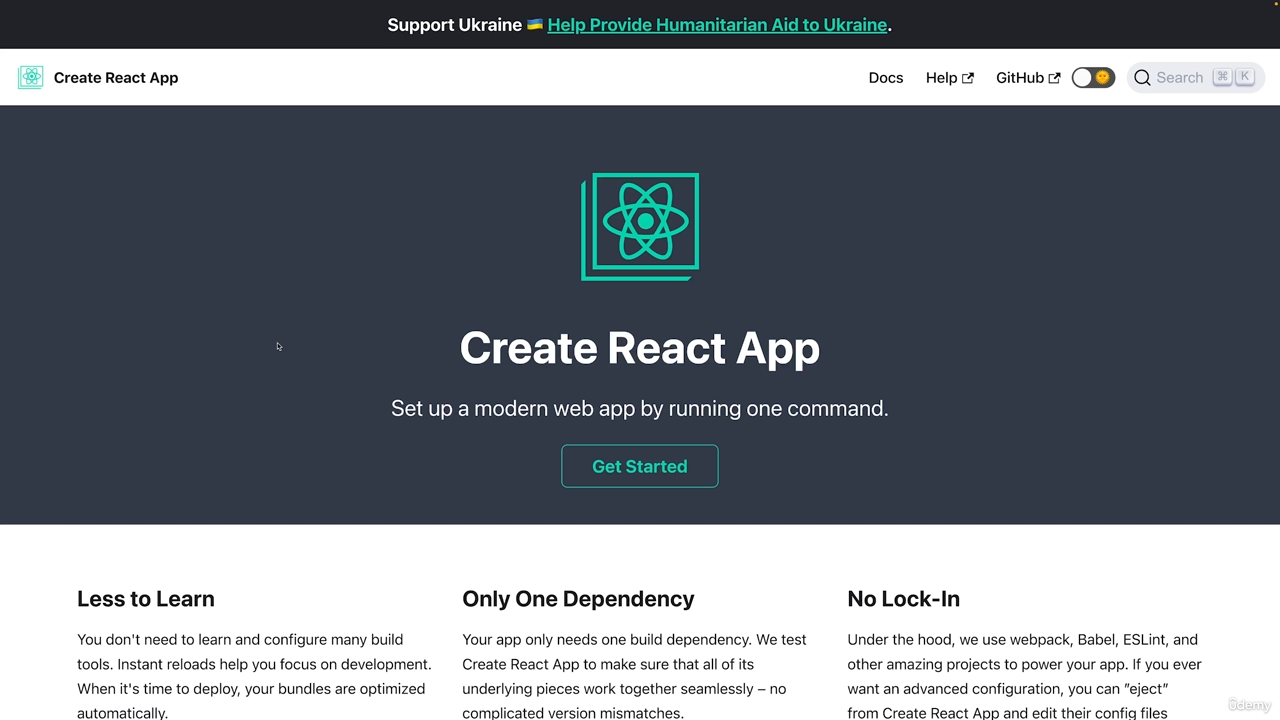 Support Ukraine 🇺🇦 Help Provide Humanitarian Aid to Ukraine.
Create React App
Docs
Help
GitHub
Search
⌘
K
Create React App
Set up a modern web app by running one command.
Get Started
Less to Learn
You don't need to learn and configure many build
tools. Instant reloads help you focus on development.
When it's time to deploy, your bundles are optimized
automatically.
Only One Dependency
Your app only needs one build dependency. We test
Create React App to make sure that all of its
underlying pieces work together seamlessly – no
complicated version mismatches.
No Lock-In
Under the hood, we use webpack, Babel, ESLint, and
other amazing projects to power your app. If you ever
want an advanced configuration, you can ”eject”
from Create React App and edit their config files
ûdemy